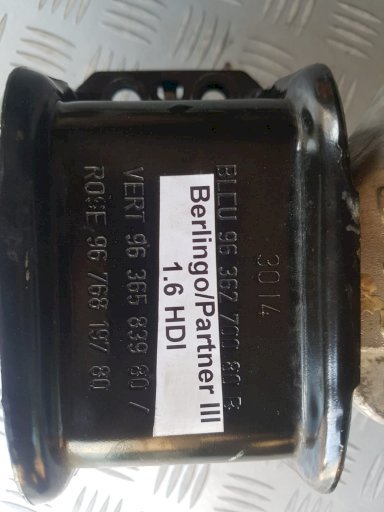 3014
BLEU 96 362 700 80 B
Berlingo/Partner III
1.6 HDI
VERT 96 365 839 80 /
ROSE 96 768 197 80